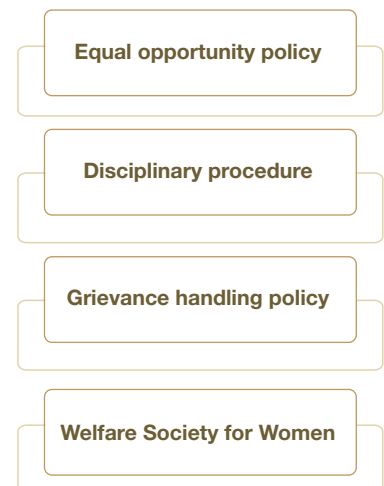 Equal opportunity policy
Disciplinary procedure
Grievance handling policy
Welfare Society for Women